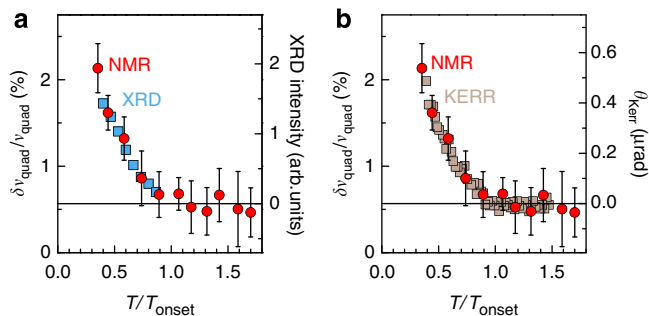 a
NMR
XRD
δν_quad/ν_quad (%)
2
1
0
XRD intensity (arb.units)
2
1
0
0.0 0.5 1.0 1.5
T/T_onset
b
NMR
KERR
δν_quad/ν_quad (%)
2
1
0
θ_Kerr (μrad)
0.6
0.4
0.2
0.0
0.0 0.5 1.0 1.5
T/T_onset